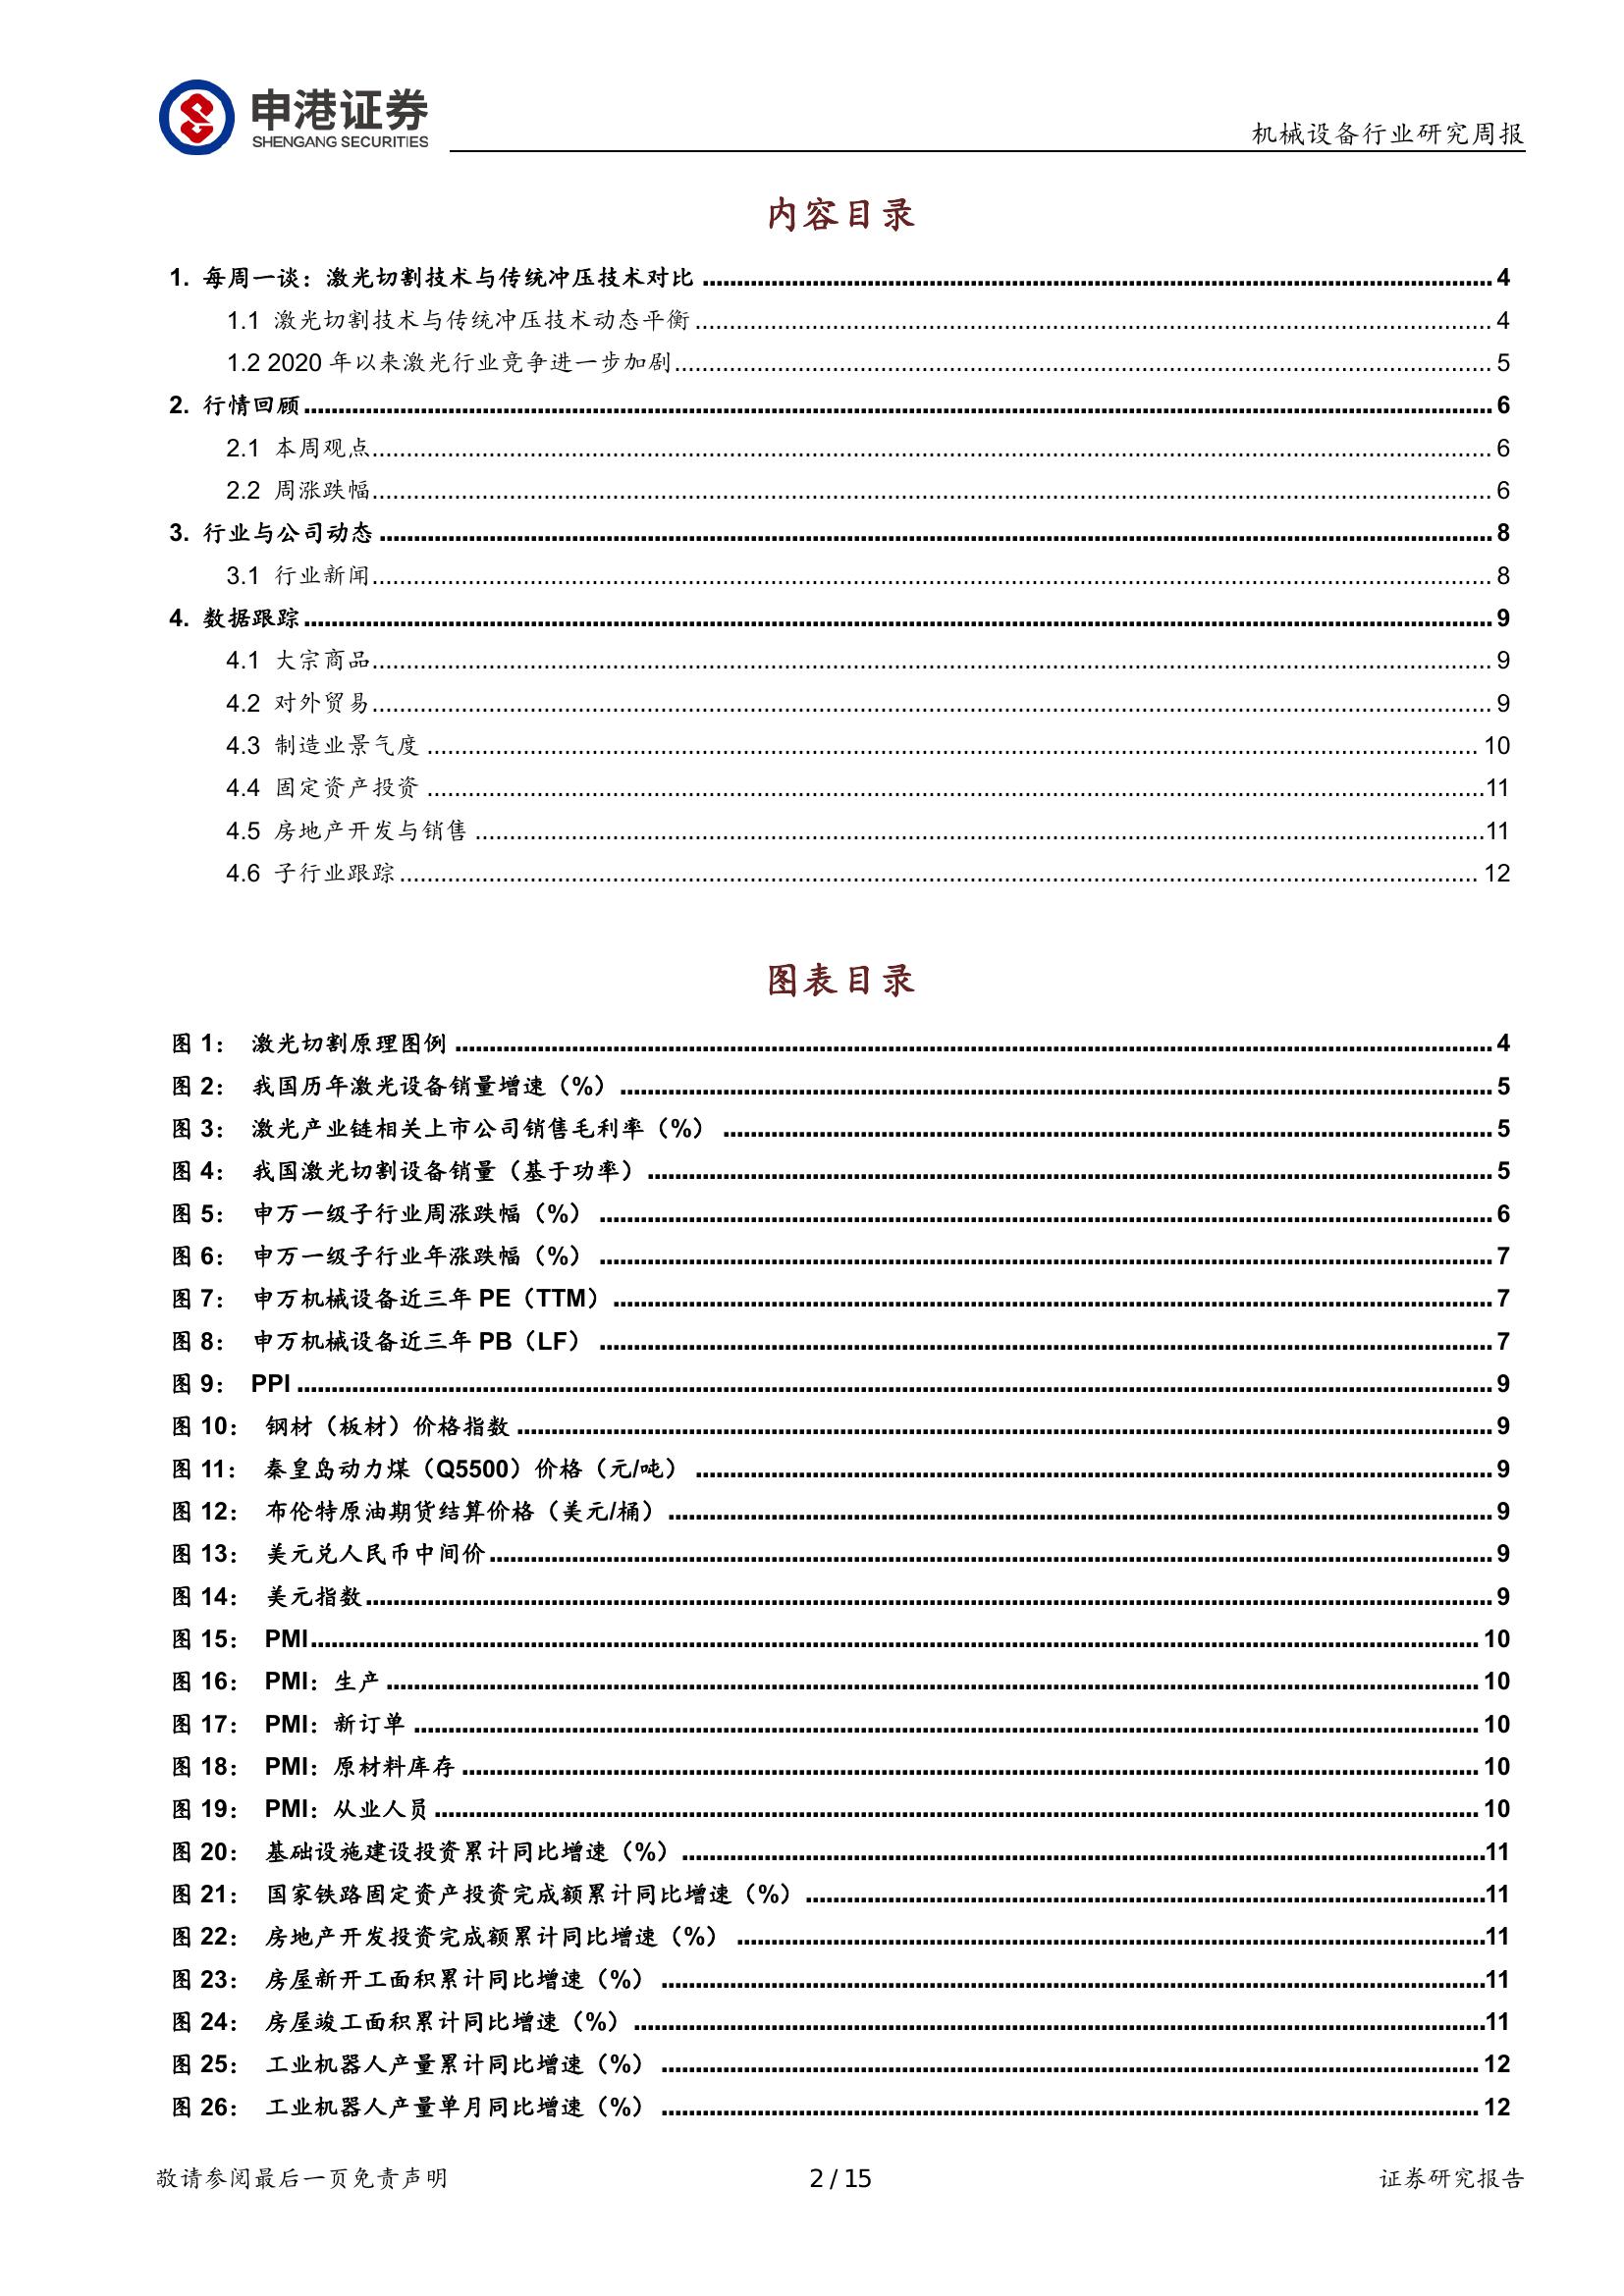 申港证券
SHENGANG SECURITIES
机械设备行业研究周报
内容目录
1. 每周一谈：激光切割技术与传统冲压技术对比 4
1.1 激光切割技术与传统冲压技术动态平衡 4
1.2 2020 年以来激光行业竞争进一步加剧 5
2. 行情回顾 6
2.1 本周观点 6
2.2 周涨跌幅 6
3. 行业与公司动态 8
3.1 行业新闻 8
4. 数据跟踪 9
4.1 大宗商品 9
4.2 对外贸易 9
4.3 制造业景气度 10
4.4 固定资产投资 11
4.5 房地产开发与销售 11
4.6 子行业跟踪 12
图表目录
图 1： 激光切割原理图例 4
图 2： 我国历年激光设备销量增速（%） 5
图 3： 激光产业链相关上市公司销售毛利率（%） 5
图 4： 我国激光切割设备销量（基于功率） 5
图 5： 申万一级子行业周涨跌幅（%） 6
图 6： 申万一级子行业年涨跌幅（%） 7
图 7： 申万机械设备近三年 PE（TTM） 7
图 8： 申万机械设备近三年 PB（LF） 7
图 9： PPI 9
图 10： 钢材（板材）价格指数 9
图 11： 秦皇岛动力煤（Q5500）价格（元/吨） 9
图 12： 布伦特原油期货结算价格（美元/桶） 9
图 13： 美元兑人民币中间价 9
图 14： 美元指数 9
图 15： PMI 10
图 16： PMI：生产 10
图 17： PMI：新订单 10
图 18： PMI：原材料库存 10
图 19： PMI：从业人员 10
图 20： 基础设施建设投资累计同比增速（%） 11
图 21： 国家铁路固定资产投资完成额累计同比增速（%） 11
图 22： 房地产开发投资完成额累计同比增速（%） 11
图 23： 房屋新开工面积累计同比增速（%） 11
图 24： 房屋竣工面积累计同比增速（%） 11
图 25： 工业机器人产量累计同比增速（%） 12
图 26： 工业机器人产量单月同比增速（%） 12
敬请参阅最后一页免责声明
2 / 15
证券研究报告